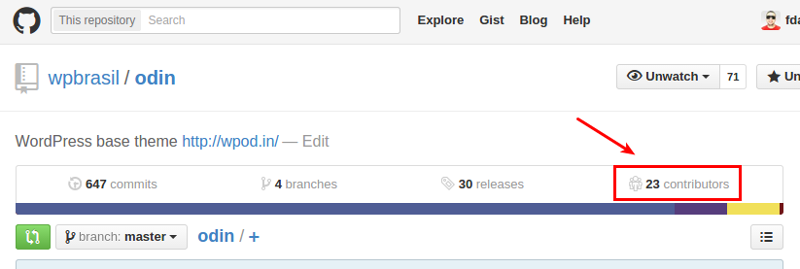 This repository Search Explore Gist Blog Help fda
wpbrasil / odin Unwatch 71 Unw
WordPress base theme http://wpod.in/ — Edit
647 commits 4 branches 30 releases 23 contributors
branch: master odin / +